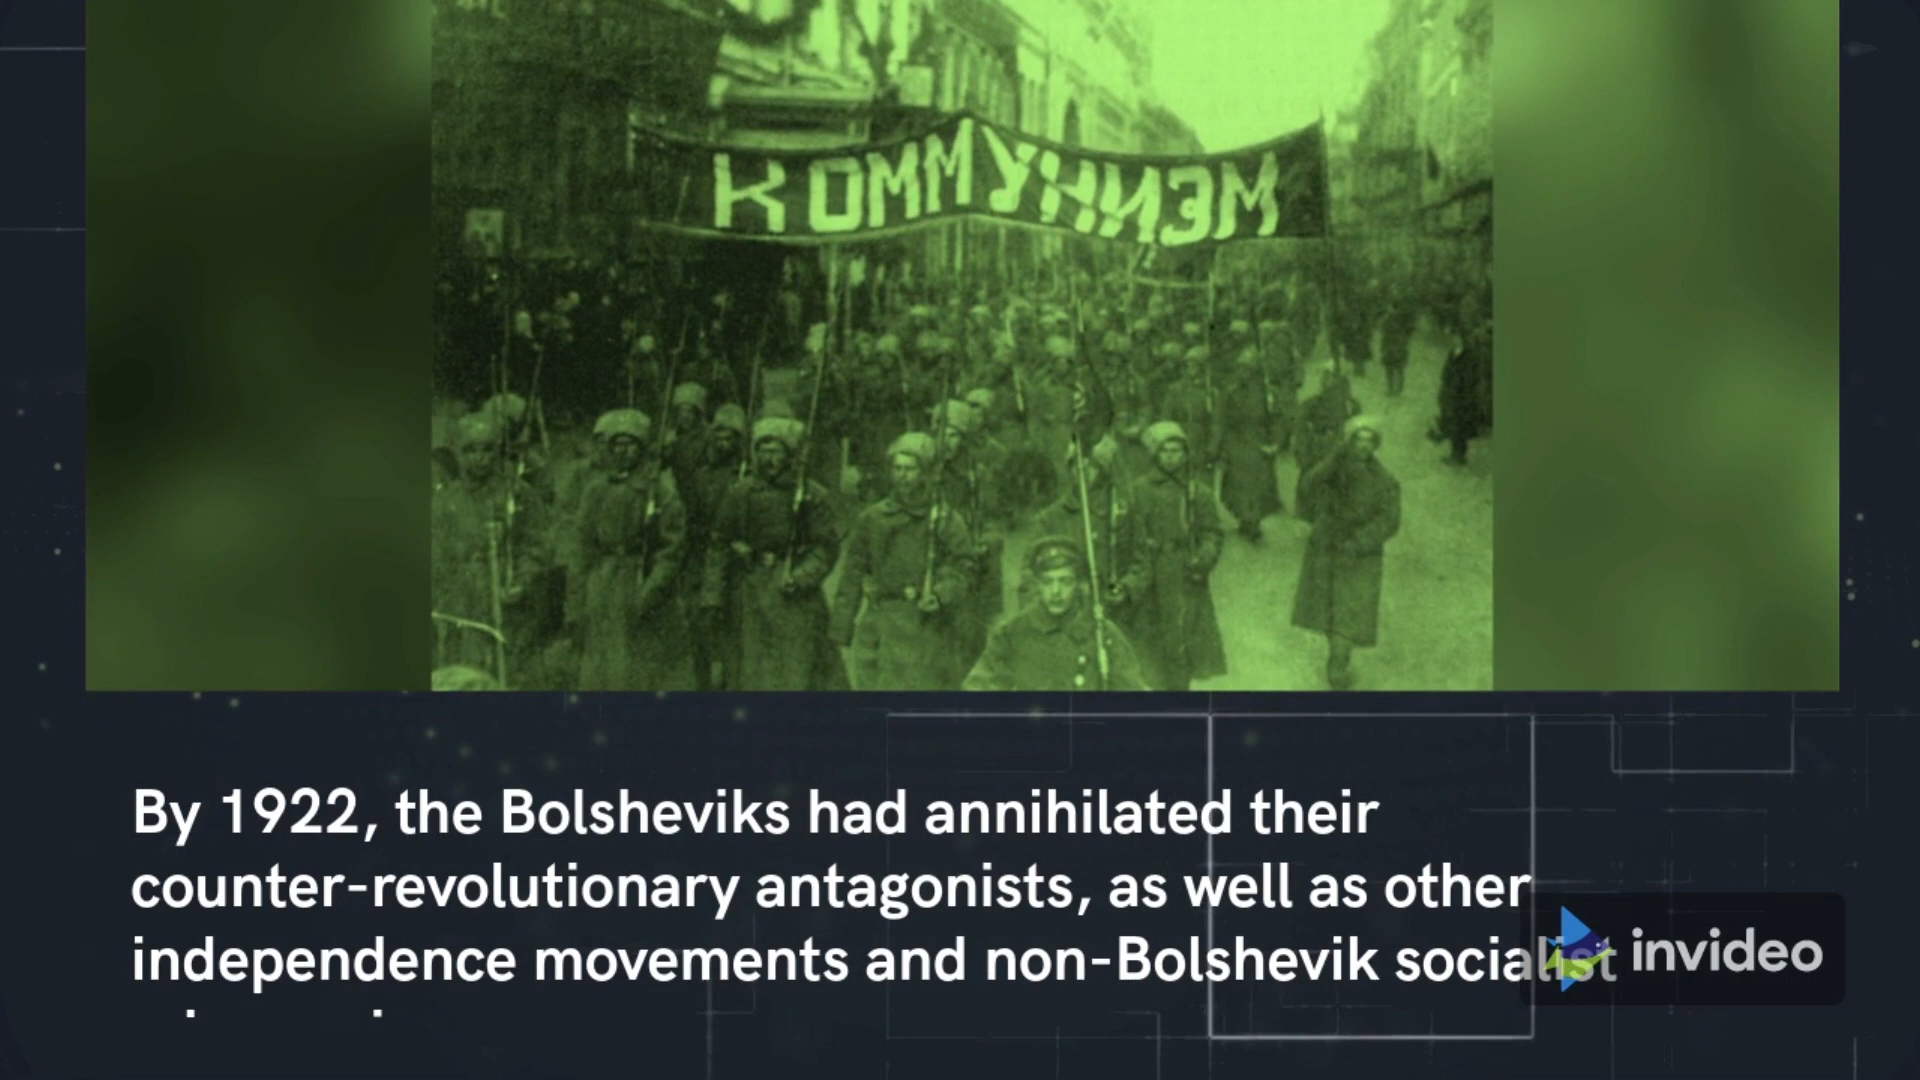 КОММУНИЗМ
By 1922, the Bolsheviks had annihilated their
counter-revolutionary antagonists, as well as other
independence movements and non-Bolshevik socialist
invideo